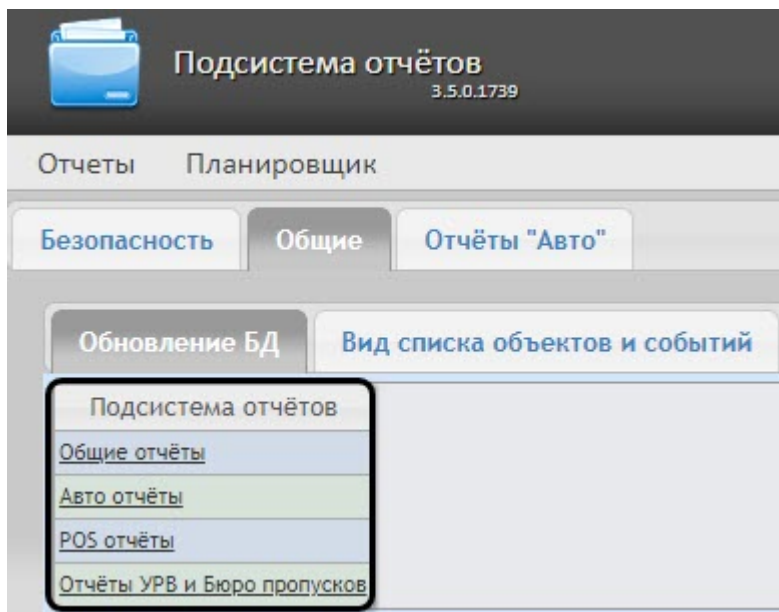 Подсистема отчётов
3.5.0.1739
Отчеты Планировщик
Безопасность Общие Отчёты "Авто"
Обновление БД Вид списка объектов и событий
Подсистема отчётов
Общие отчёты
Авто отчёты
POS отчёты
Отчёты УРВ и Бюро пропусков